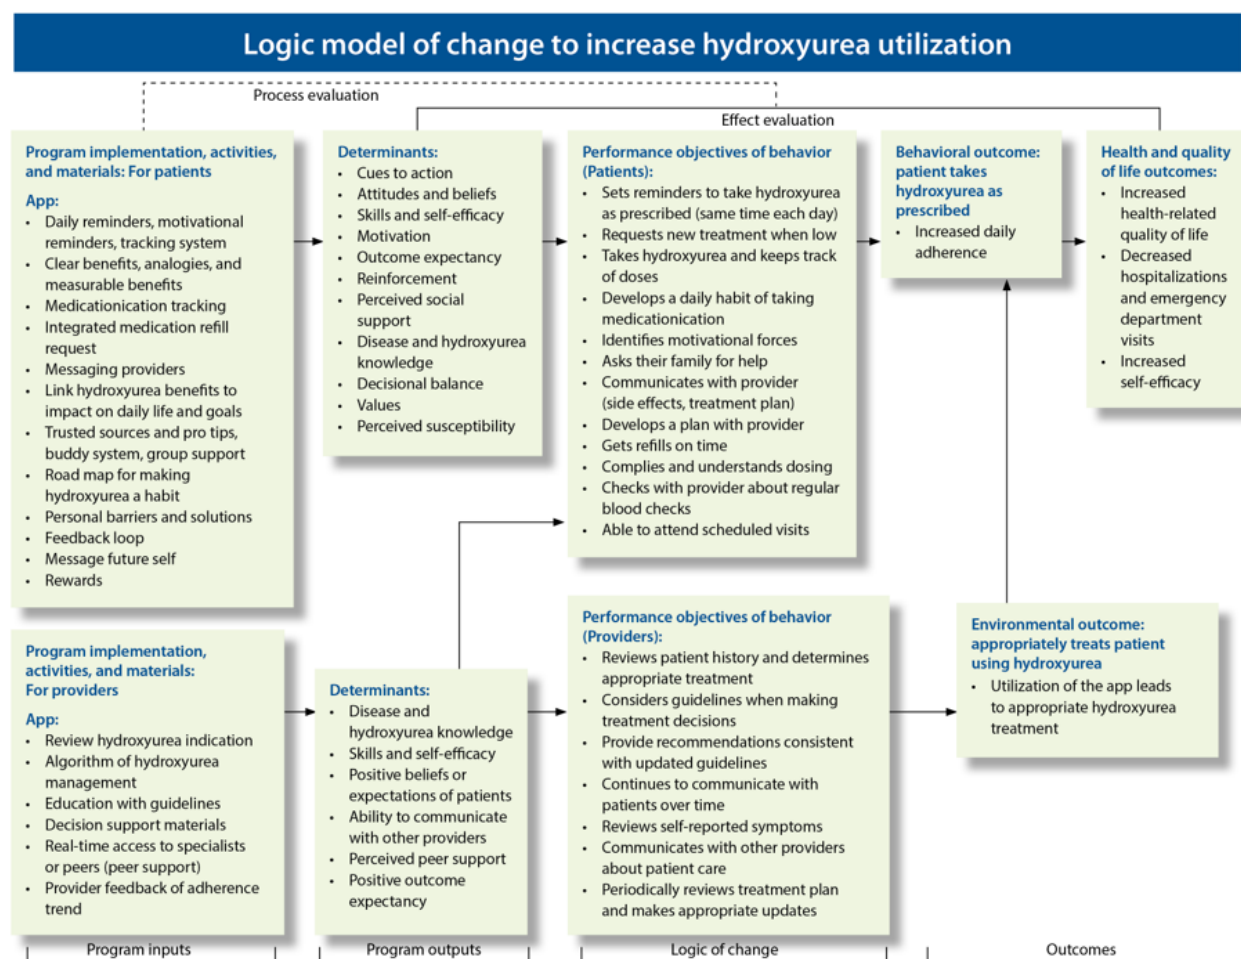 Logic model of change to increase hydroxyurea utilization
Process evaluation
Effect evaluation
Program implementation, activities,
and materials: For patients
App:
• Daily reminders, motivational
reminders, tracking system
• Clear benefits, analogies, and
measurable benefits
• Medicationication tracking
• Integrated medication refill
request
• Messaging providers
• Link hydroxyurea benefits to
impact on daily life and goals
• Trusted sources and pro tips,
buddy system, group support
• Road map for making
hydroxyurea a habit
• Personal barriers and solutions
• Feedback loop
• Message future self
• Rewards
Determinants:
• Cues to action
• Attitudes and beliefs
• Skills and self-efficacy
• Motivation
• Outcome expectancy
• Reinforcement
• Perceived social
support
• Disease and hydroxyurea
knowledge
• Decisional balance
• Values
• Perceived susceptibility
Performance objectives of behavior
(Patients):
• Sets reminders to take hydroxyurea
as prescribed (same time each day)
• Requests new treatment when low
• Takes hydroxyurea and keeps track
of doses
• Develops a daily habit of taking
medicationication
• Identifies motivational forces
• Asks their family for help
• Communicates with provider
(side effects, treatment plan)
• Develops a plan with provider
• Gets refills on time
• Complies and understands dosing
• Checks with provider about regular
blood checks
• Able to attend scheduled visits
Behavioral outcome:
patient takes
hydroxyurea as
prescribed
• Increased daily
adherence
Health and quality
of life outcomes:
• Increased
health-related
quality of life
• Decreased
hospitalizations
and emergency
department
visits
• Increased
self-efficacy
Program implementation,
activities, and materials:
For providers
App:
• Review hydroxyurea indication
• Algorithm of hydroxyurea
management
• Education with guidelines
• Decision support materials
• Real-time access to specialists
or peers (peer support)
• Provider feedback of adherence
trend
Determinants:
• Disease and
hydroxyurea knowledge
• Skills and self-efficacy
• Positive beliefs or
expectations of patients
• Ability to communicate
with other providers
• Perceived peer support
• Positive outcome
expectancy
Performance objectives of behavior
(Providers):
• Reviews patient history and determines
appropriate treatment
• Considers guidelines when making
treatment decisions
• Provide recommendations consistent
with updated guidelines
• Continues to communicate with
patients over time
• Reviews self-reported symptoms
• Communicates with other providers
about patient care
• Periodically reviews treatment plan
and makes appropriate updates
Environmental outcome:
appropriately treats patient
using hydroxyurea
• Utilization of the app leads
to appropriate hydroxyurea
treatment
Program inputs
Program outputs
Logic of change
Outcomes